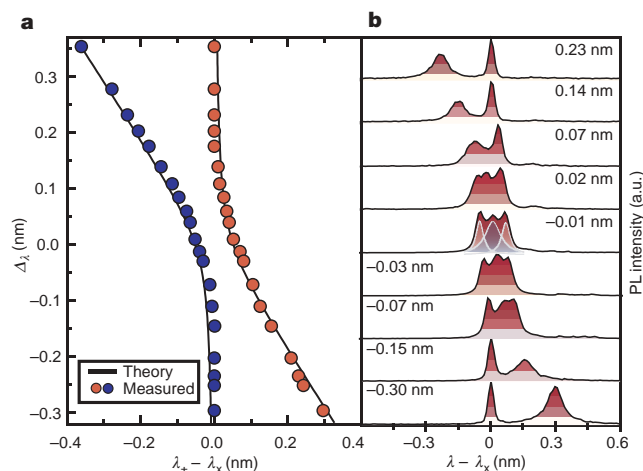 a
b
0.3
0.2
0.1
0.0
−0.1
−0.2
−0.3
Δλ (nm)
Theory
Measured
−0.4
−0.2
0.0
0.2
0.4
λ± − λx (nm)
0.23 nm
0.14 nm
0.07 nm
0.02 nm
−0.01 nm
−0.03 nm
−0.07 nm
−0.15 nm
−0.30 nm
PL intensity (a.u.)
−0.3
0
0.3
0.6
λ − λx (nm)